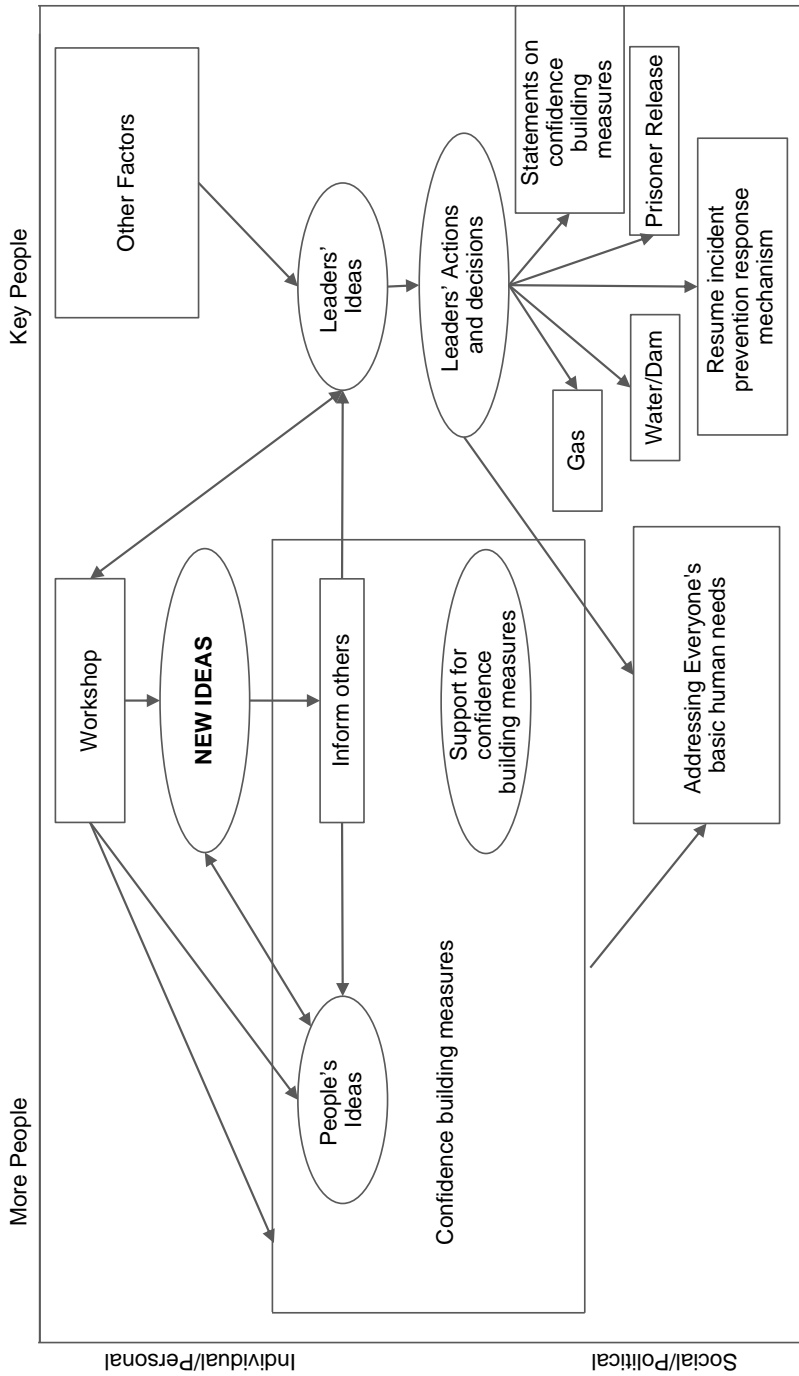 More People
Key People
Individual/Personal
Social/Political
Workshop
Other Factors
NEW IDEAS
Inform others
People's
Ideas
Leaders'
Ideas
Confidence building measures
Support for
confidence
building measures
Leaders' Actions
and decisions
Gas
Water/Dam
Resume incident
prevention response
mechanism
Prisoner Release
Statements on
confidence
building
measures
Addressing Everyone's
basic human needs